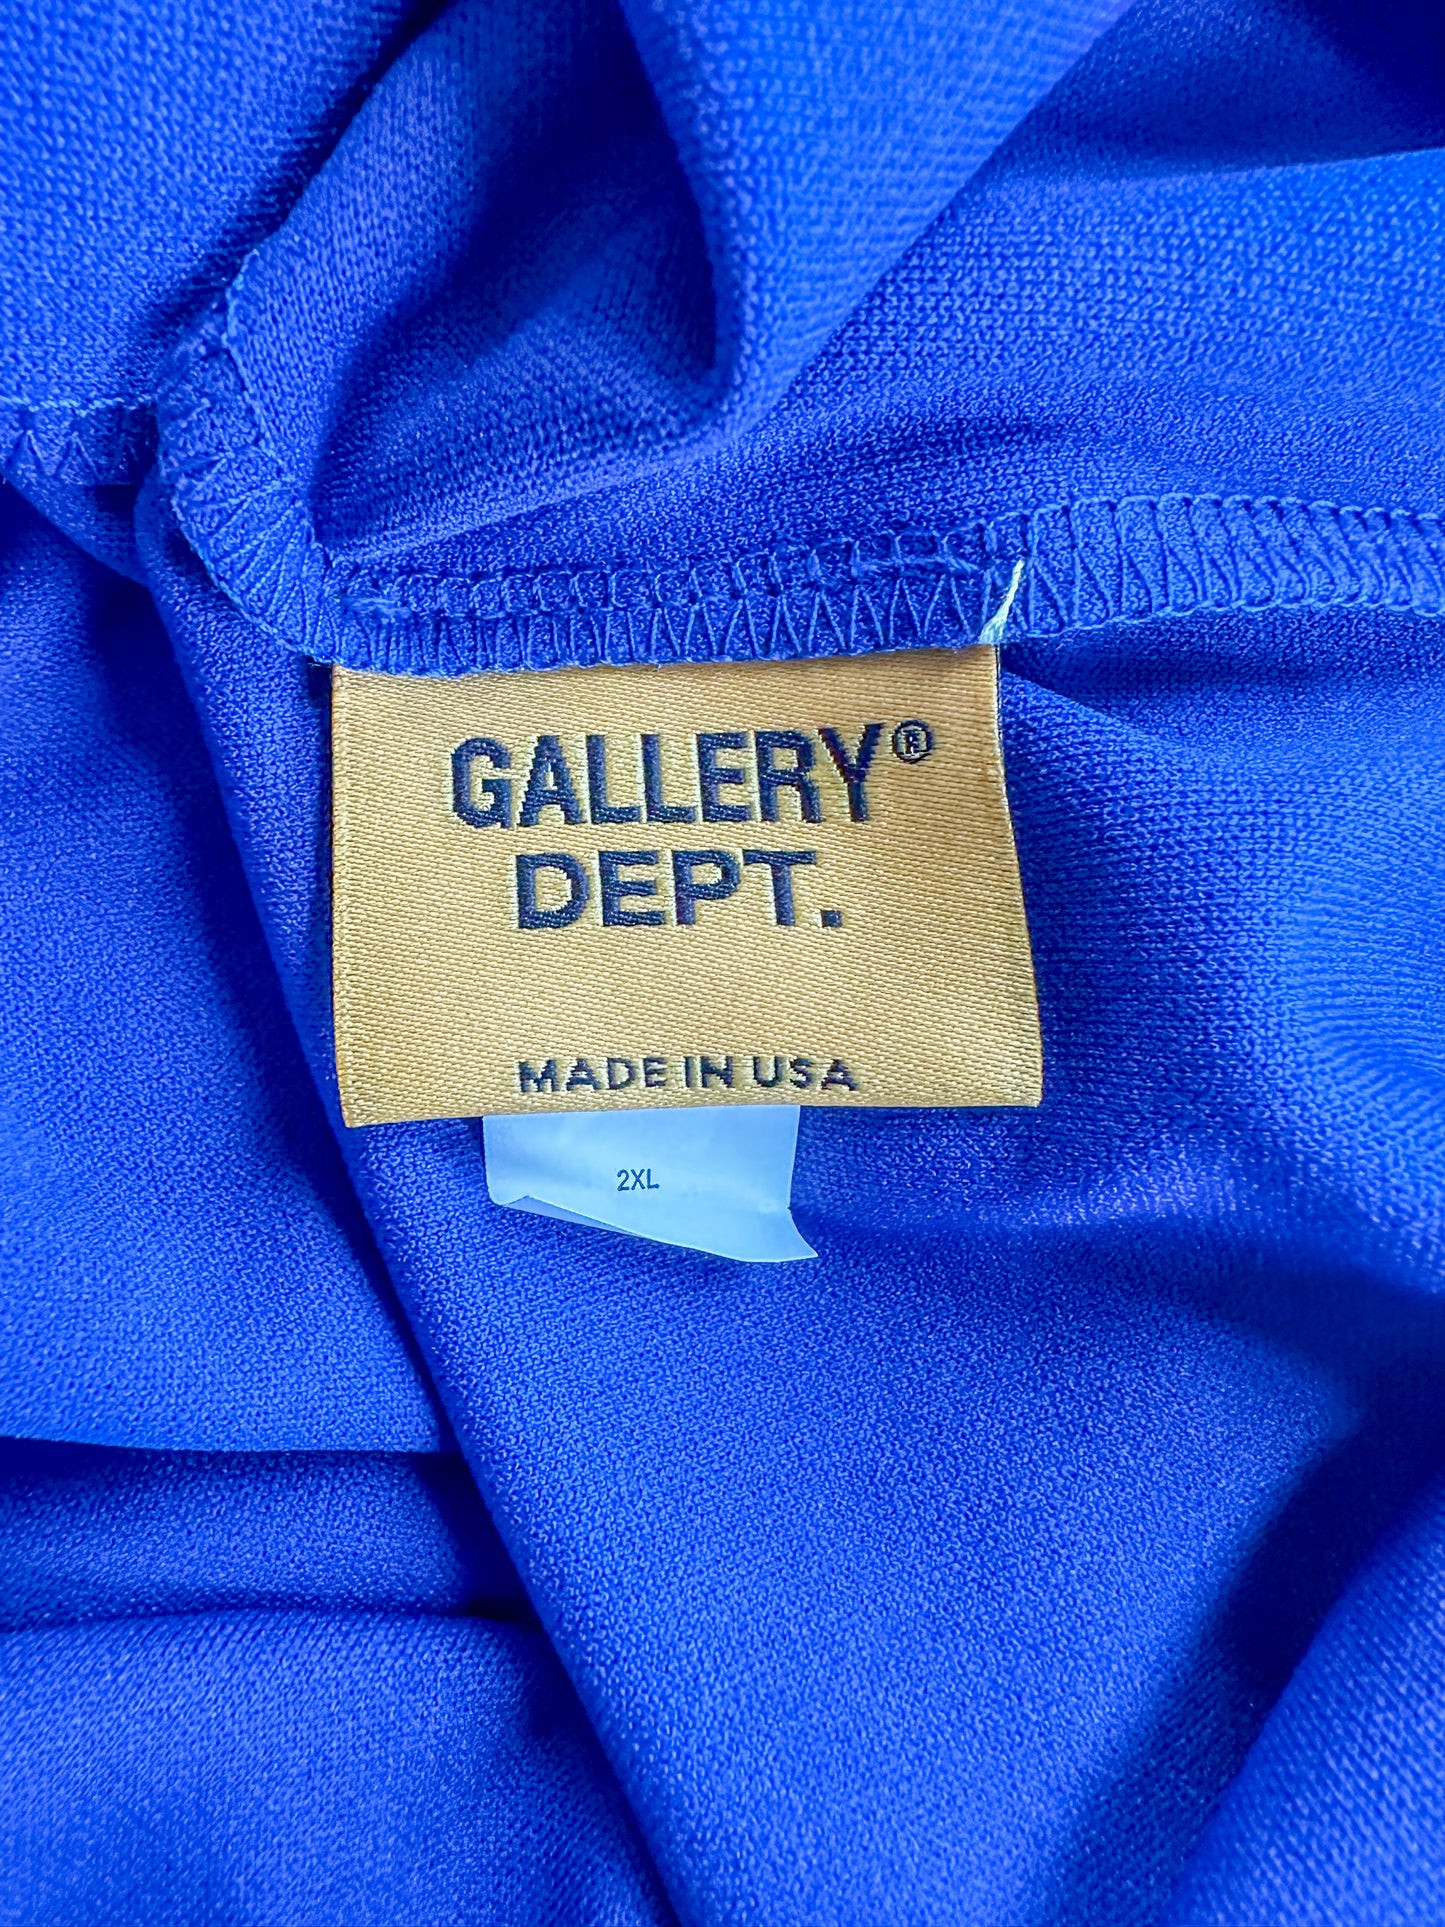 GALLERY®
DEPT.
MADE IN USA
2XL